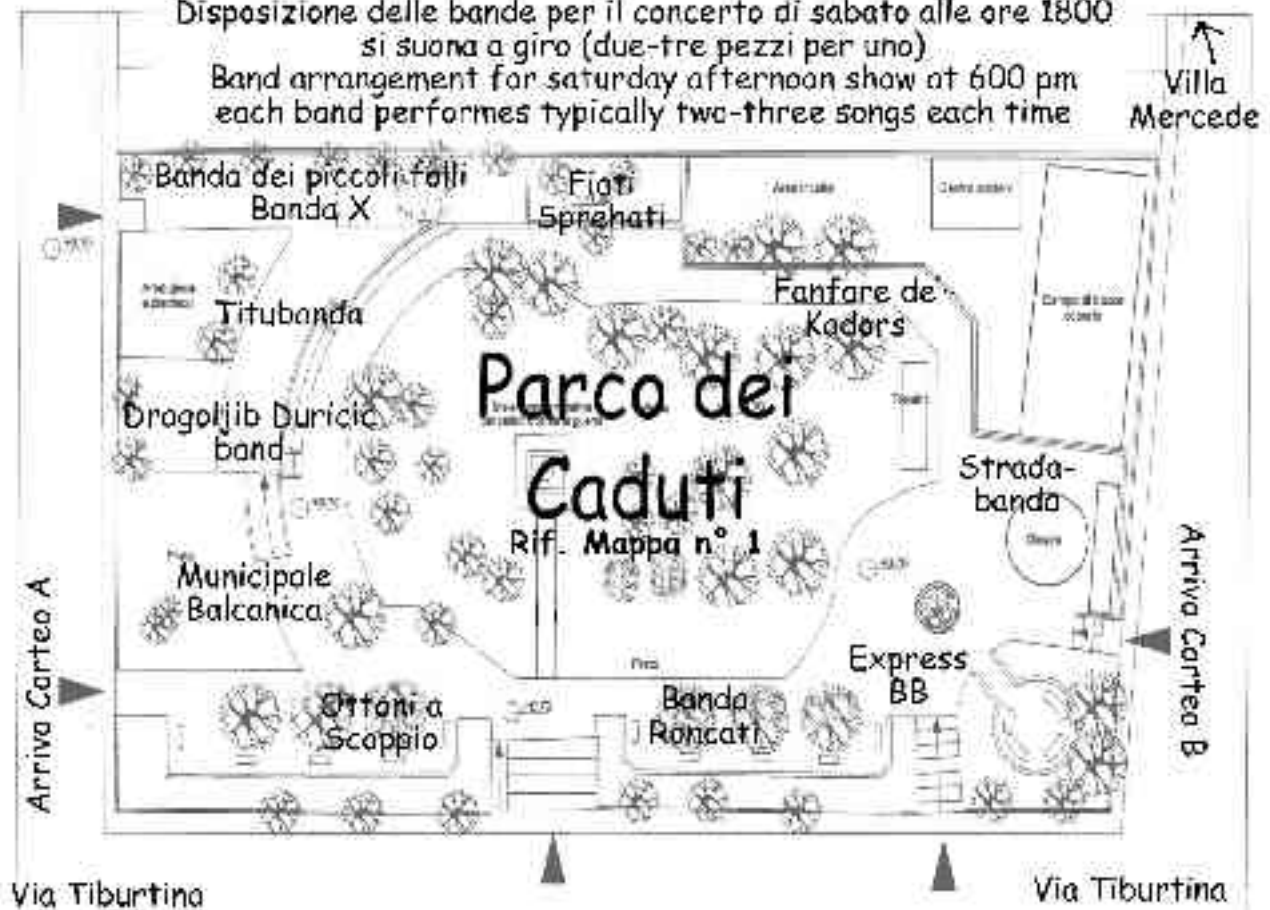 Disposizione delle bande per il concerto di sabato alle ore 1800
si suona a giro (due-tre pezzi per uno)
Band arrangement for saturday afternoon show at 600 pm
each band performes typically two-three songs each time
Villa
Mercede
Banda dei piccoli folli
Banda X
Fiati
Sprehati
Titubanda
Fanfare de
Kadors
Parco dei
Caduti
Rif. Mappa n° 1
Dragoljib Duricic
band
Strada-
banda
Municipale
Balcanica
Express
BB
Ottoni a
Scoppio
Banda
Roncati
Arriva Corteo A
Arriva Corteo B
Via Tiburtina
Via Tiburtina